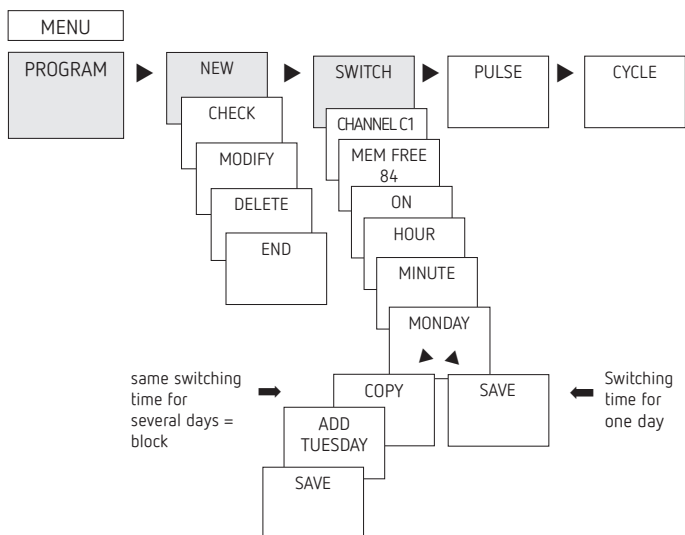 MENU
PROGRAM
NEW
SWITCH
PULSE
CYCLE
CHECK
MODIFY
DELETE
END
CHANNEL C1
MEM FREE
84
ON
HOUR
MINUTE
MONDAY
same switching
time for
several days =
block
COPY
SAVE
Switching
time for
one day
ADD
TUESDAY
SAVE